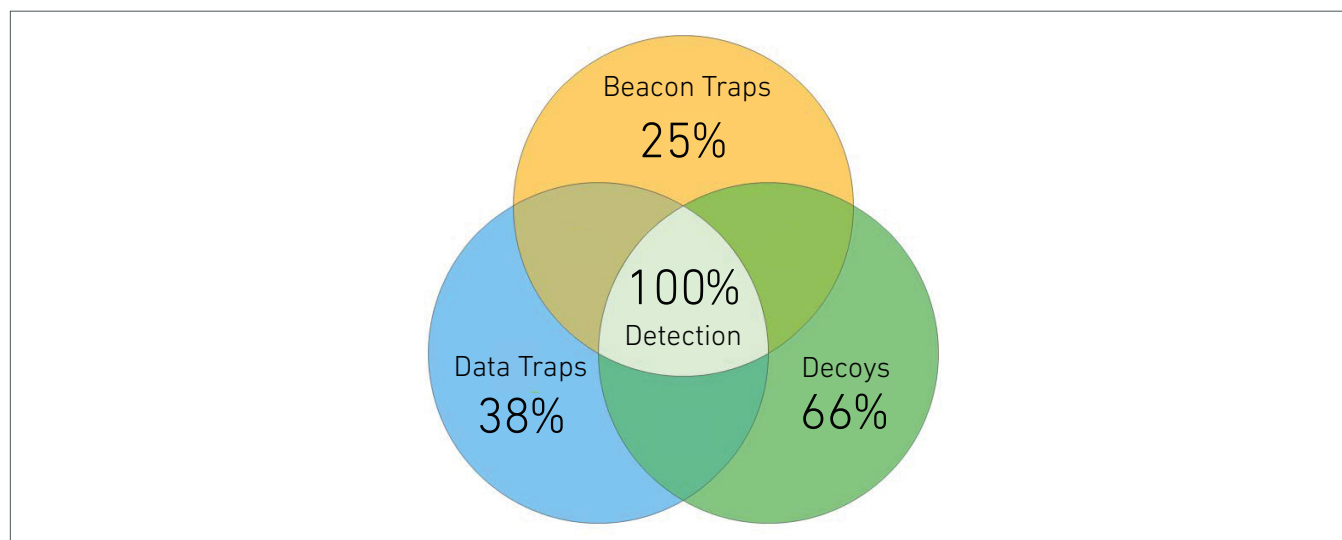 Beacon Traps
25%
100%
Detection
Data Traps
38%
Decoys
66%